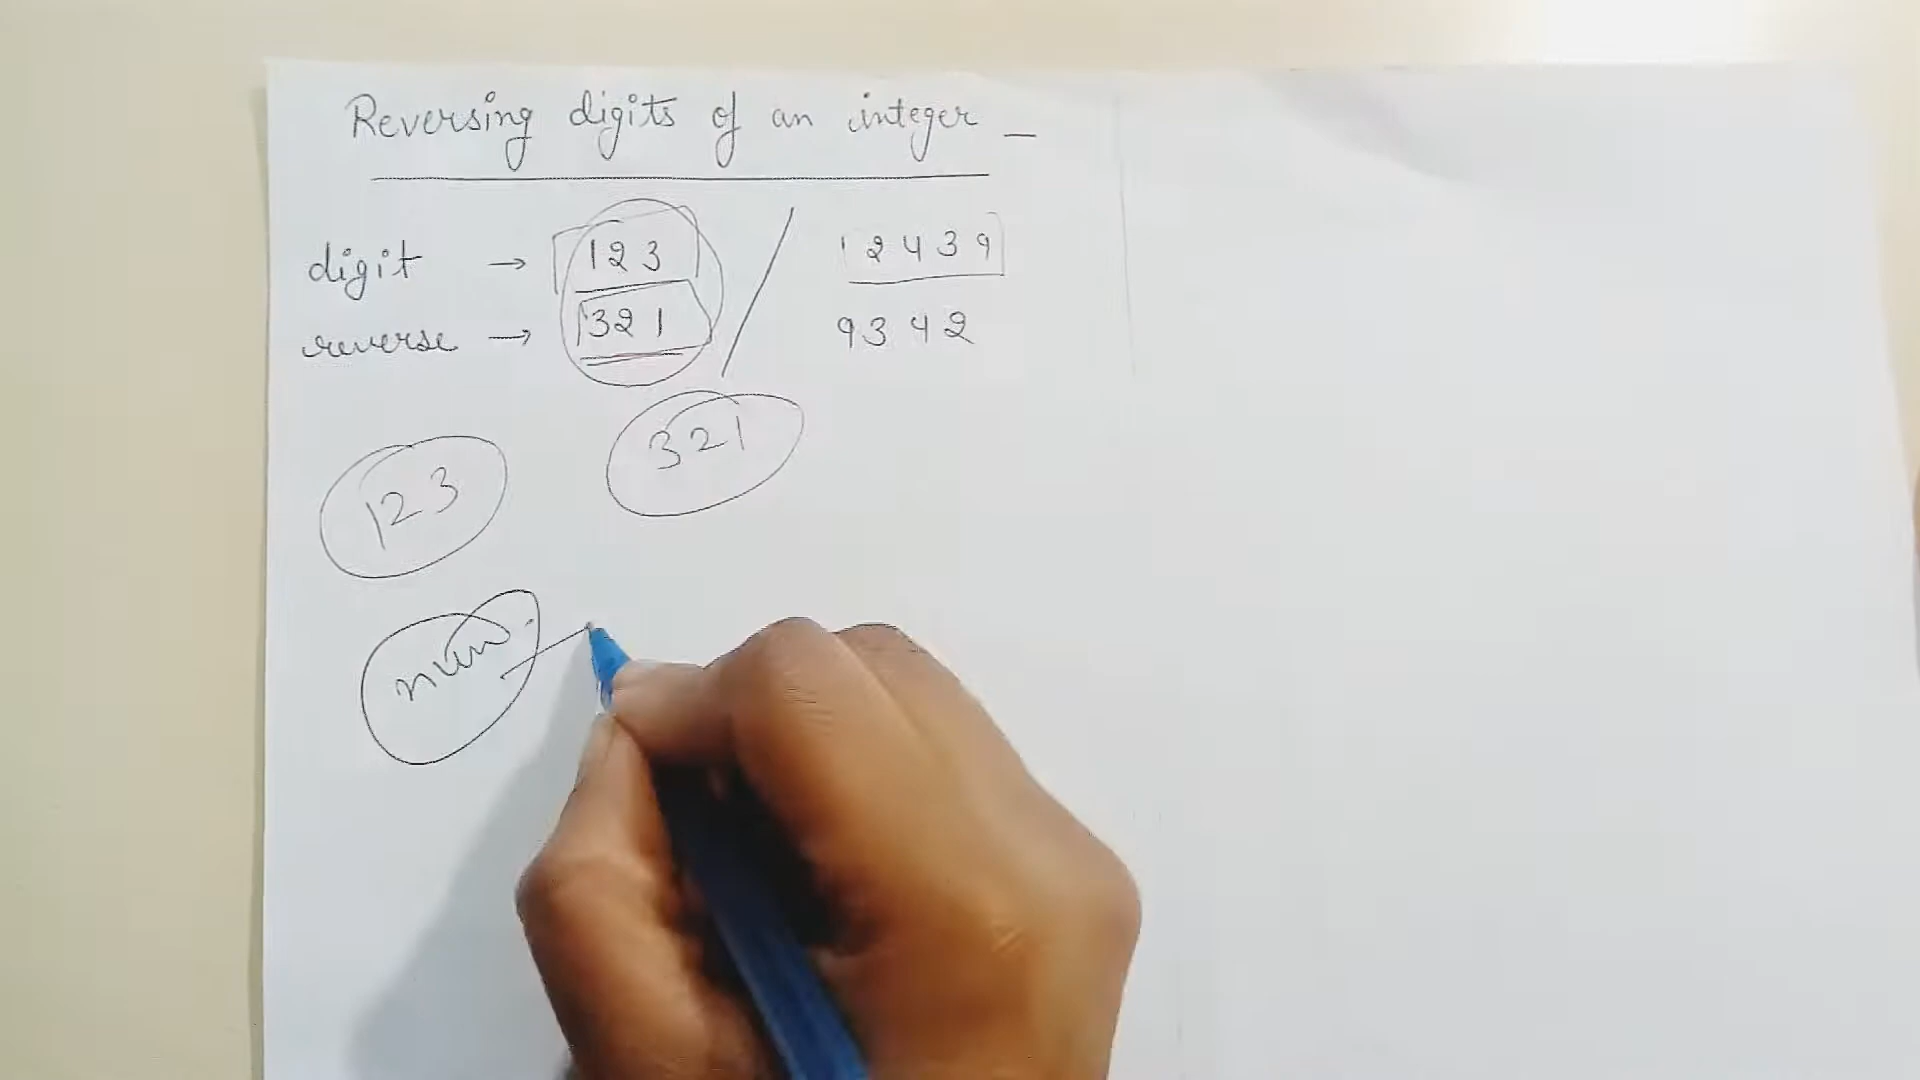 Reversing digits of an integer _
digit → 123 / 12439
reverse → 321 9342
321
123
num